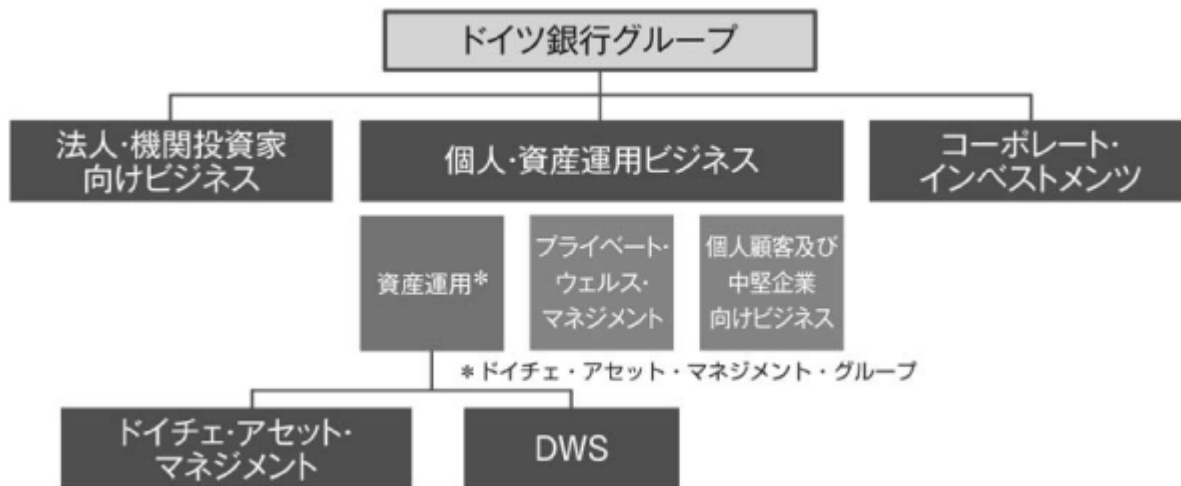 ドイツ銀行グループ
法人・機関投資家
向けビジネス
個人・資産運用ビジネス
コーポレート・
インベストメンツ
資産運用*
プライベート・
ウェルス・
マネジメント
個人顧客及び
中堅企業
向けビジネス
*ドイチェ・アセット・マネジメント・グループ
ドイチェ・アセット・
マネジメント
DWS